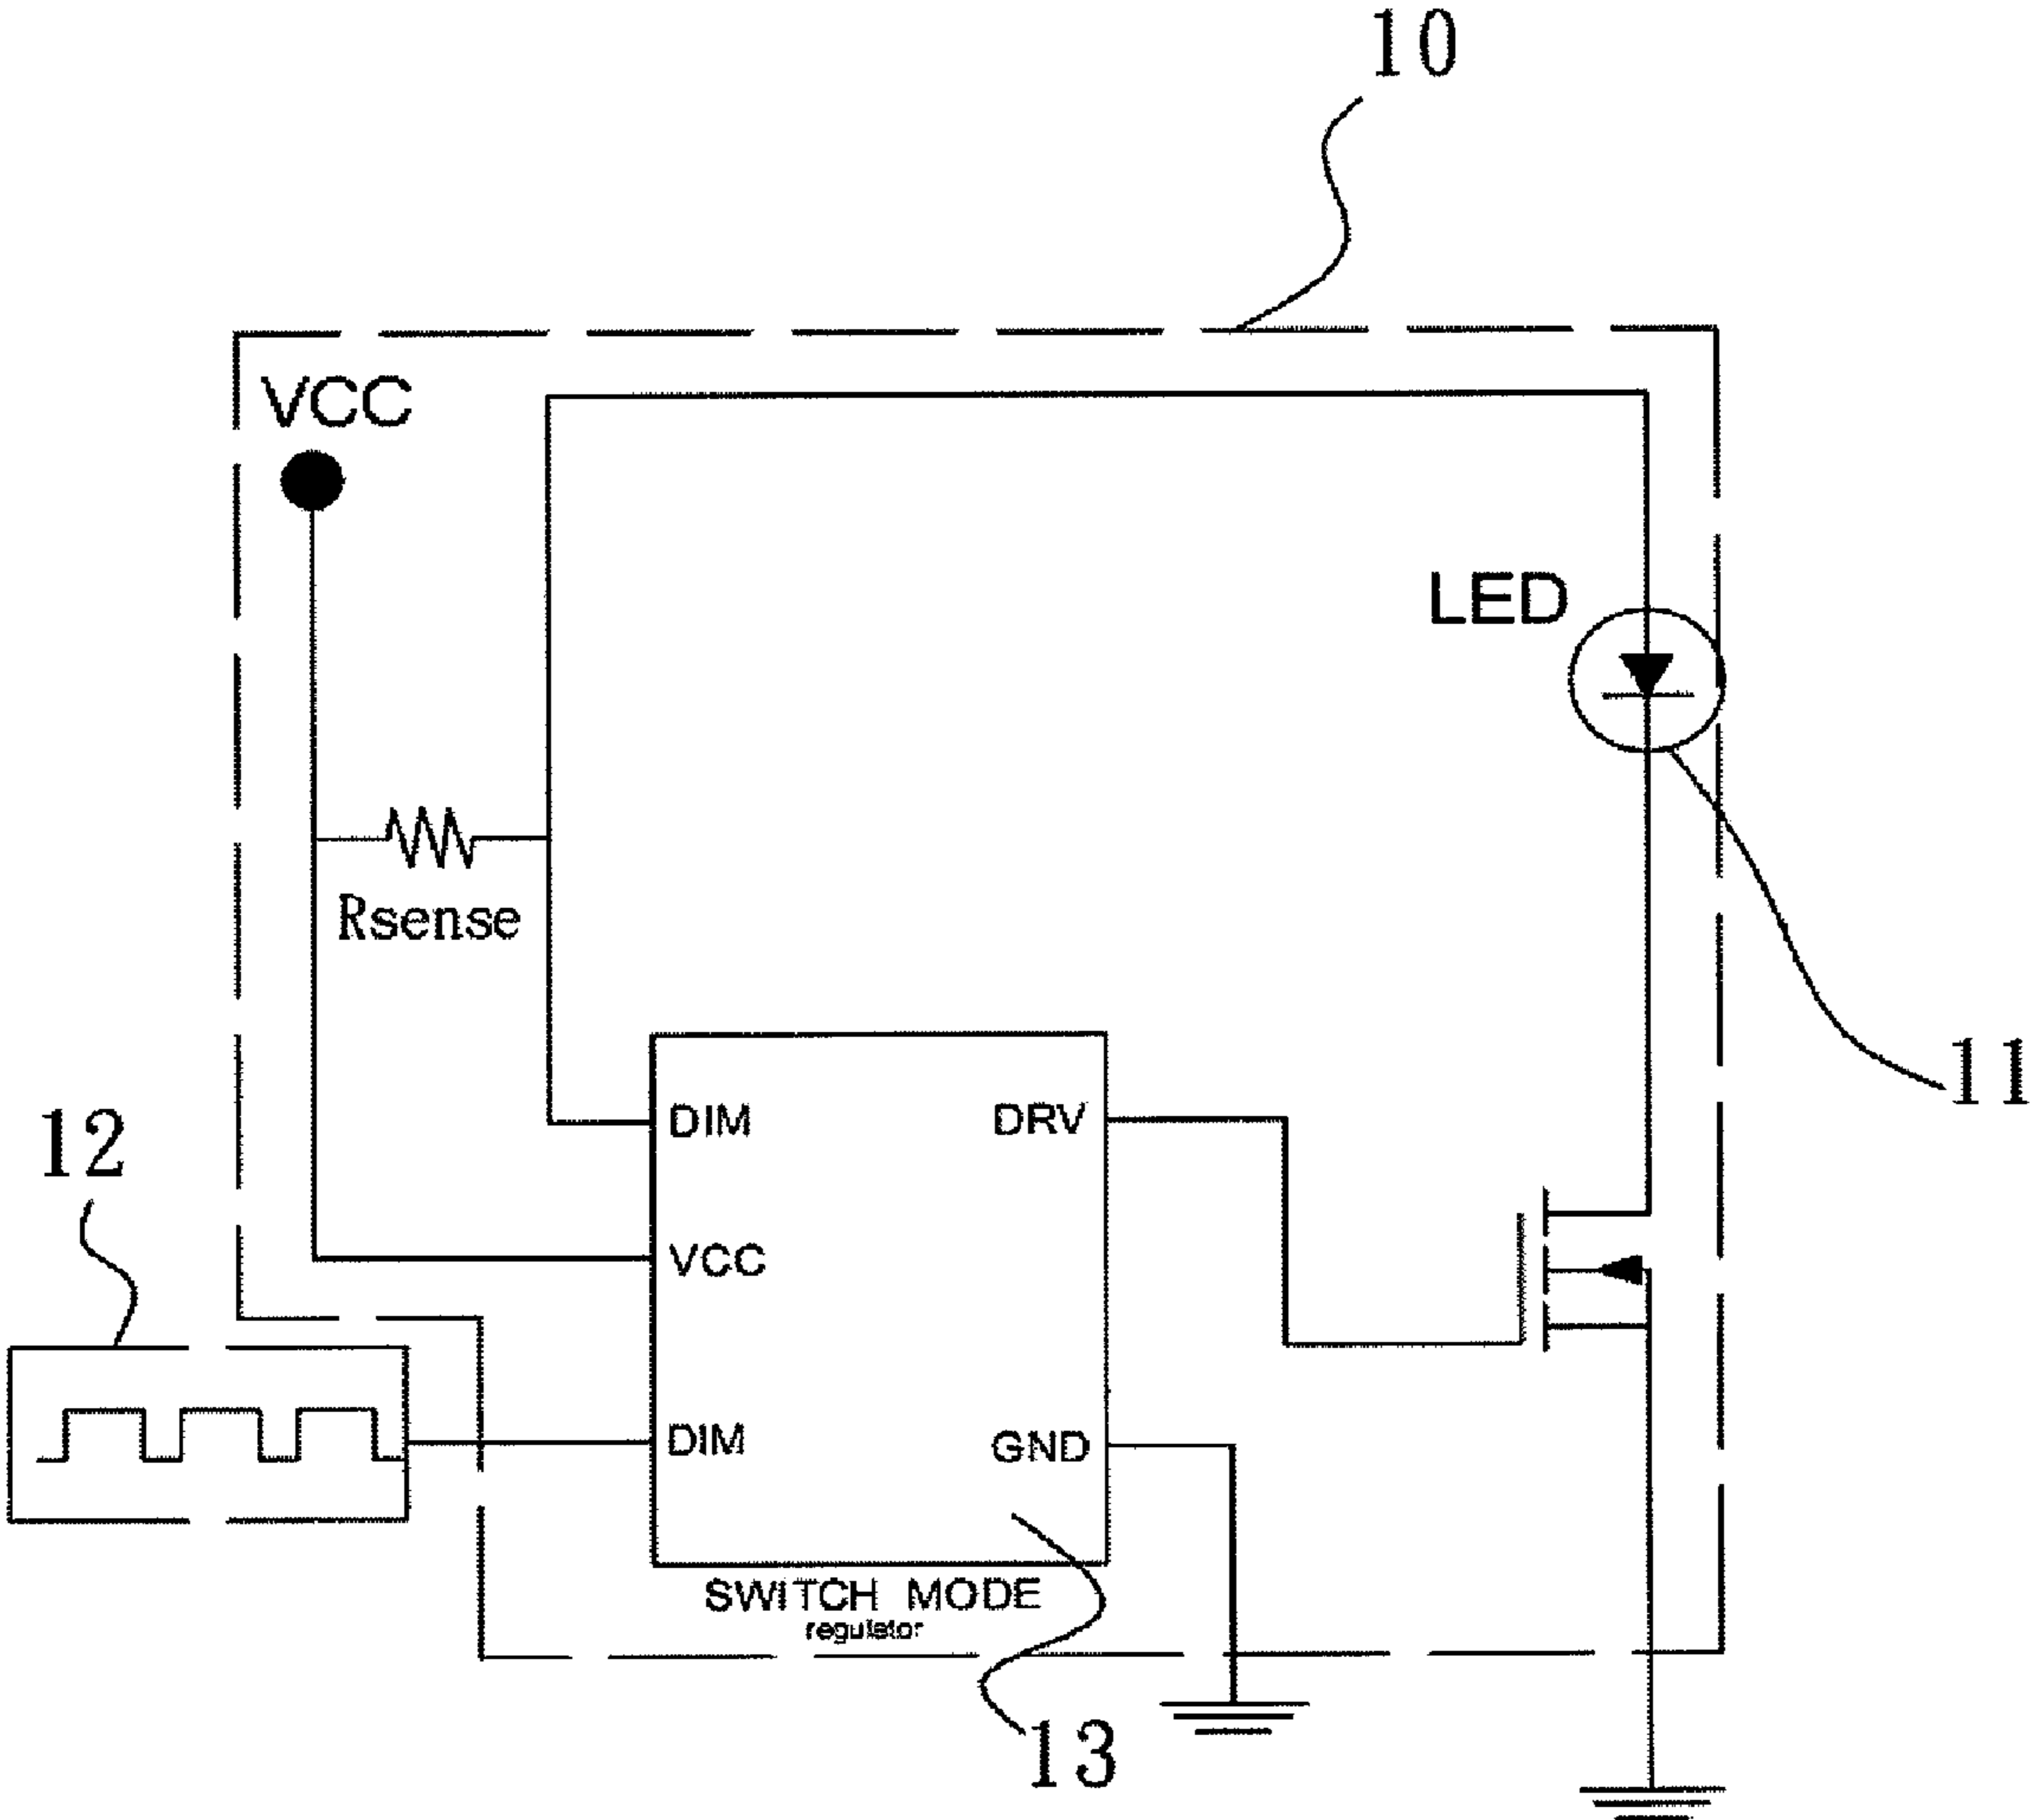 10
VCC
LED
Rsense
11
12
DIM
DRV
VCC
DIM
GND
SWITCH MODE
regulator
13